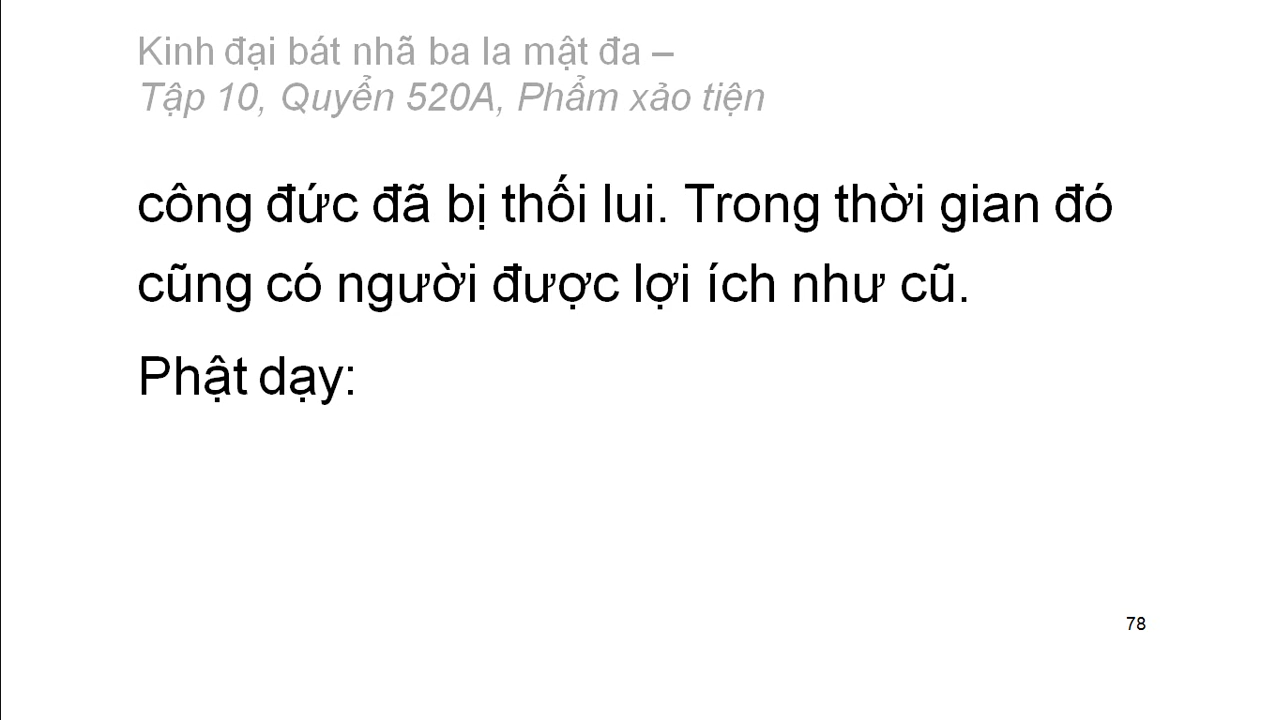 Kinh đại bát nhã ba la mật đa –
Tập 10, Quyển 520A, Phẩm xảo tiện
công đức đã bị thối lui. Trong thời gian đó
cũng có người được lợi ích như cũ.
Phật dạy:
78